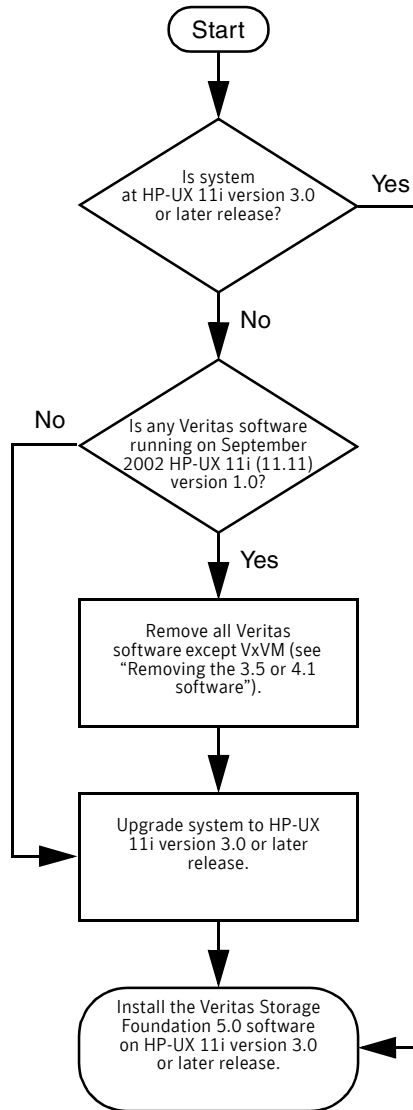 Start
Is system
at HP-UX 11i version 3.0
or later release?
Yes
No
No
Is any Veritas software
running on September
2002 HP-UX 11i (11.11)
version 1.0?
Yes
Remove all Veritas
software except VxVM (see
“Removing the 3.5 or 4.1
software”).
Upgrade system to HP-UX
11i version 3.0 or later
release.
Install the Veritas Storage
Foundation 5.0 software
on HP-UX 11i version 3.0
or later release.